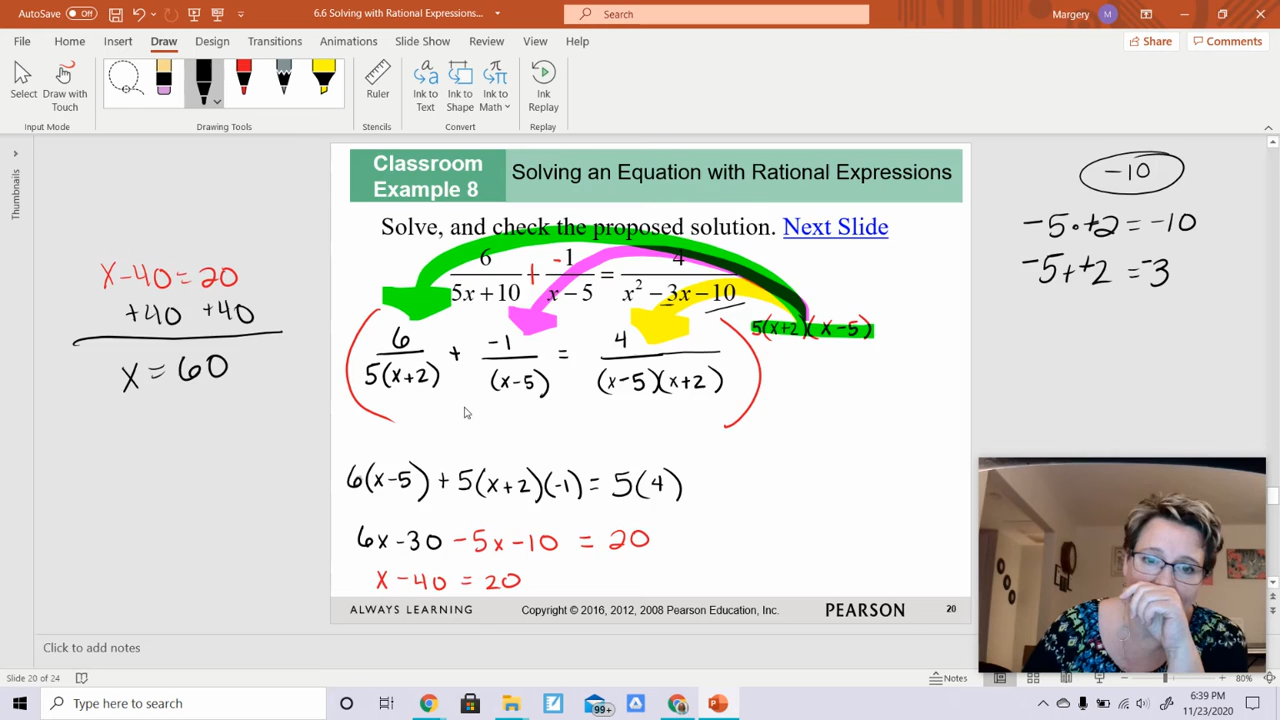 AutoSave Off 6.6 Solving with Rational Expressions... Search Margery M
File Home Insert Draw Design Transitions Animations Slide Show Review View Help Share Comments
Select Draw with Touch Ruler Ink to Text Ink to Shape Ink to Math Ink Replay
Input Mode Drawing Tools Stencils Convert Replay
Thumbnails
Classroom Example 8
Solving an Equation with Rational Expressions
Solve, and check the proposed solution. Next Slide
6/(5x + 10) + -1/(x − 5) = 4/(x² − 3x − 10)
5(x+2)(x-5)
6/(5(x+2)) + -1/(x-5) = 4/((x-5)(x+2))
6(x-5) + 5(x+2)(-1) = 5(4)
6x -30 -5x -10 = 20
x -40 = 20
x-40=20
+40 +40
x = 60
-10
-5·+2 = -10
-5++2 = -3
ALWAYS LEARNING Copyright © 2016, 2012, 2008 Pearson Education, Inc. PEARSON 20
Click to add notes
Slide 20 of 24 Notes 80%
Type here to search 99+ 6:39 PM
11/23/2020